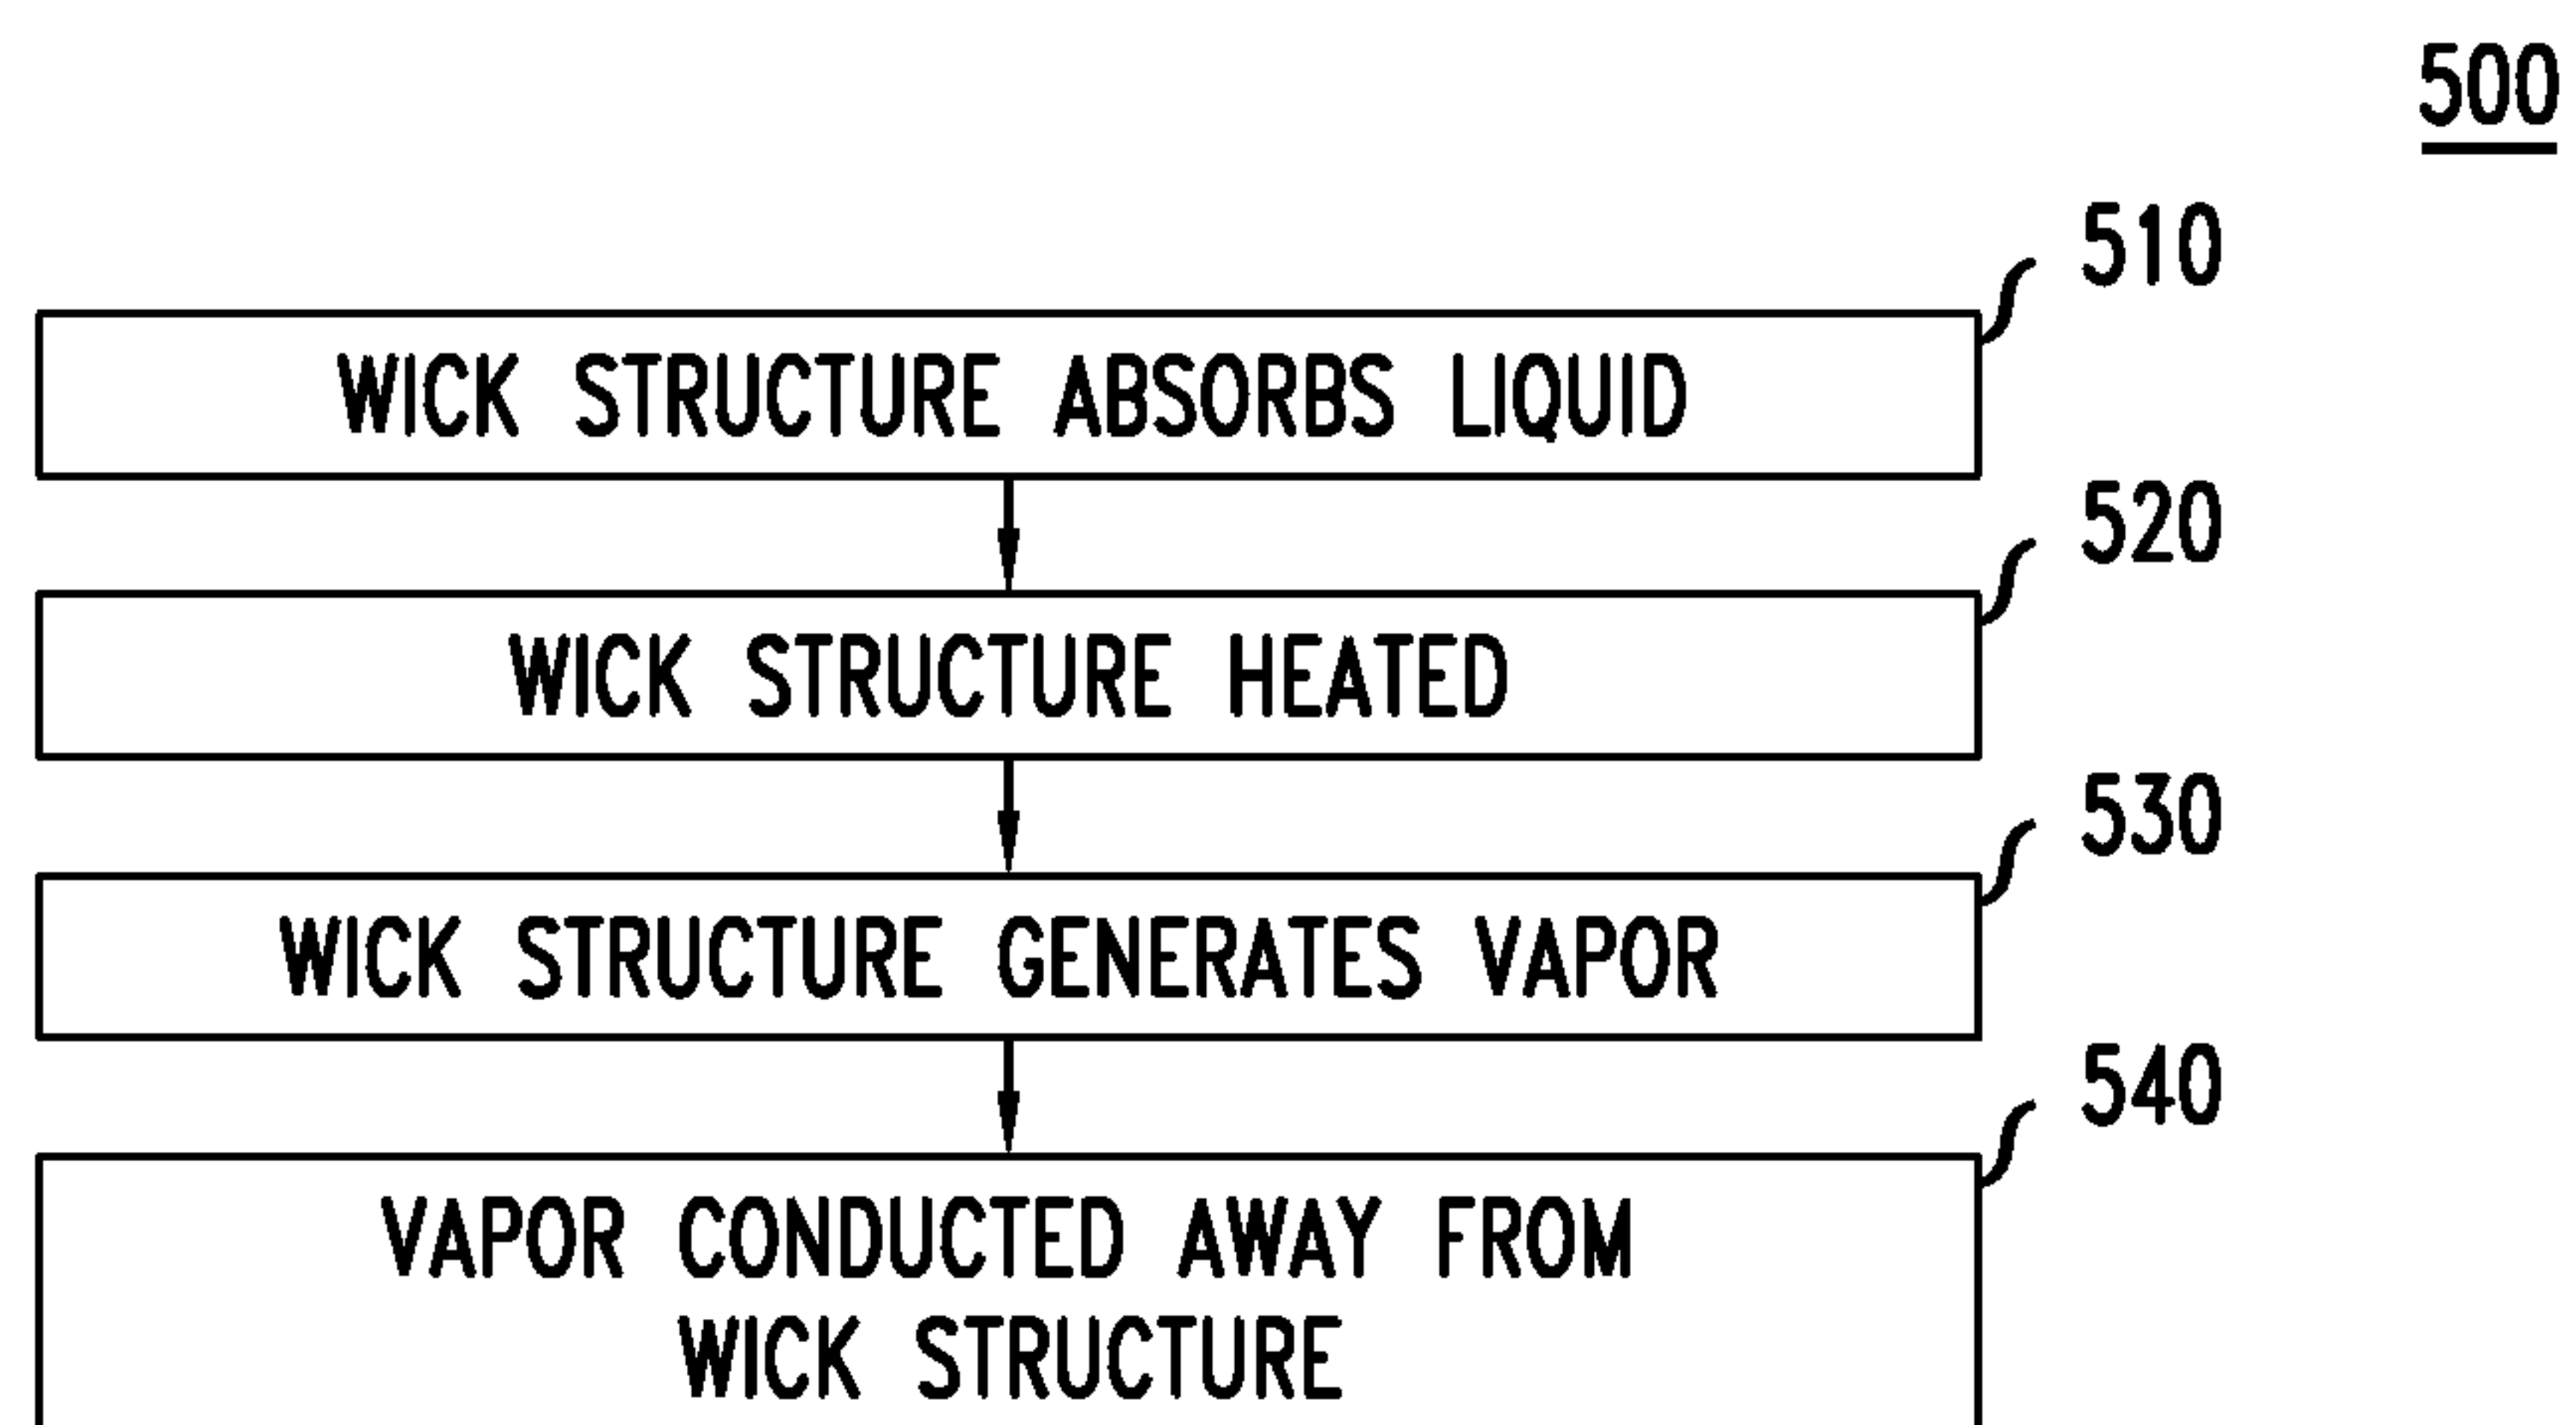 500
510
WICK STRUCTURE ABSORBS LIQUID
520
WICK STRUCTURE HEATED
530
WICK STRUCTURE GENERATES VAPOR
540
VAPOR CONDUCTED AWAY FROM
WICK STRUCTURE